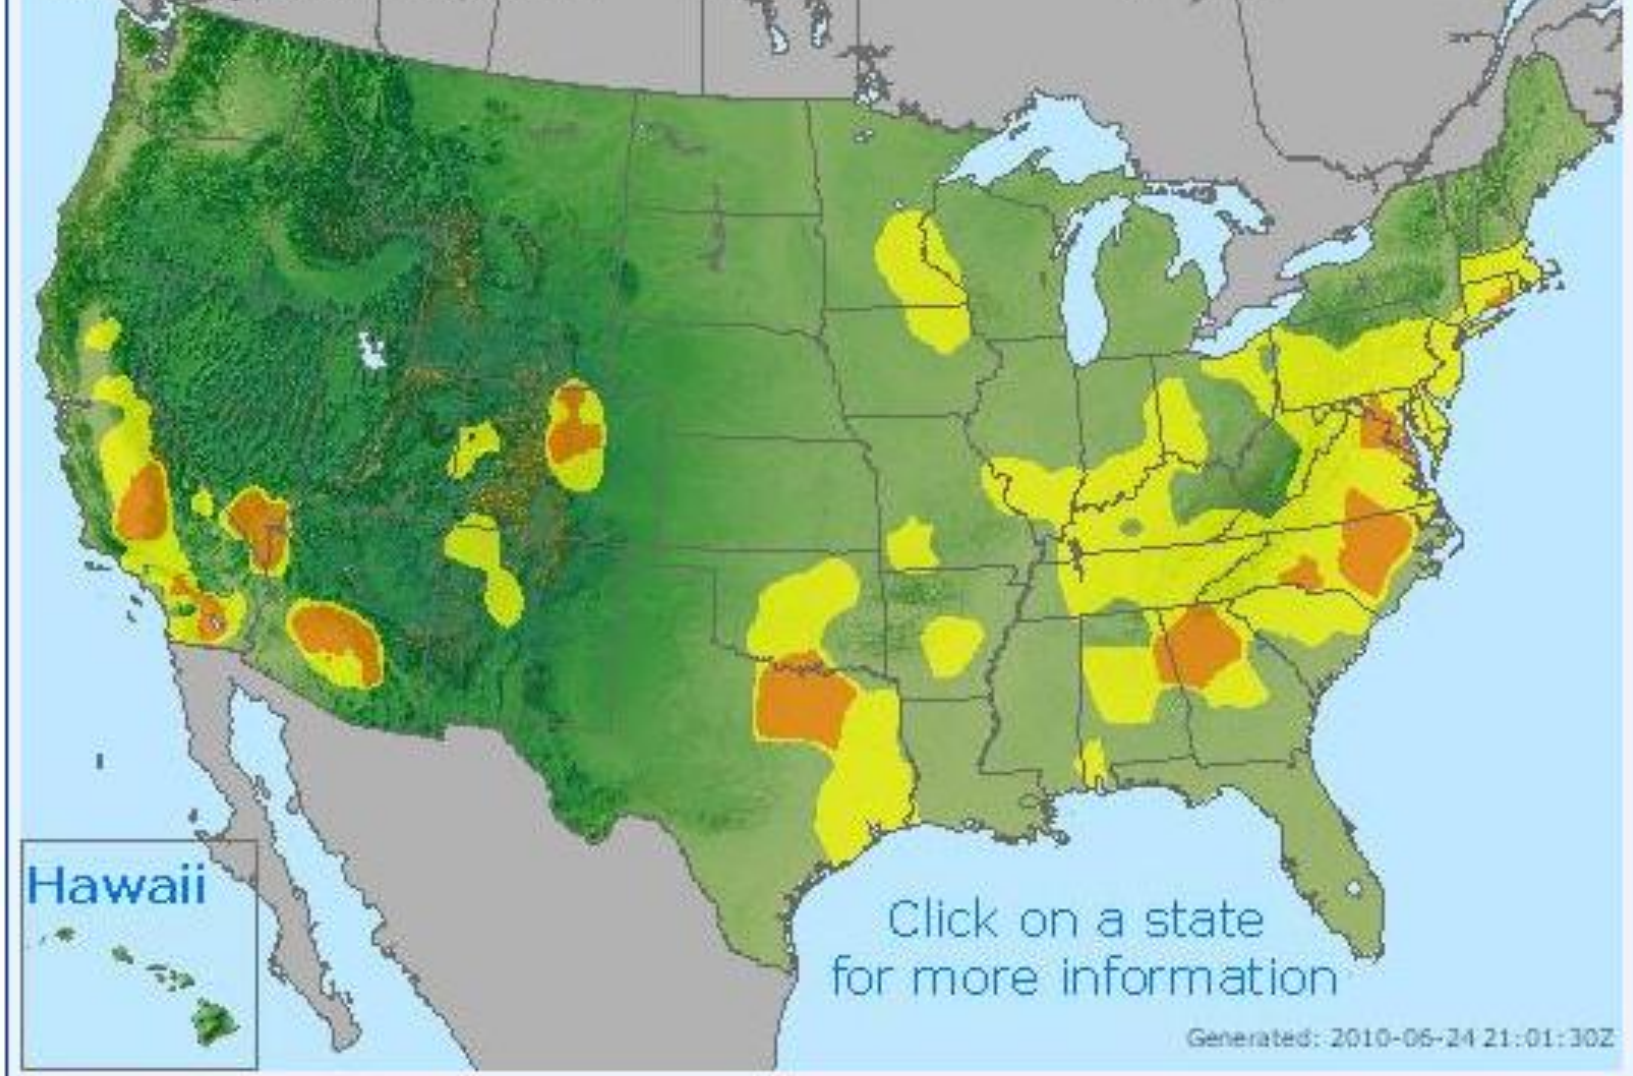 Hawaii
Click on a state
for more information
Generated: 2010-06-24 21:01:30Z